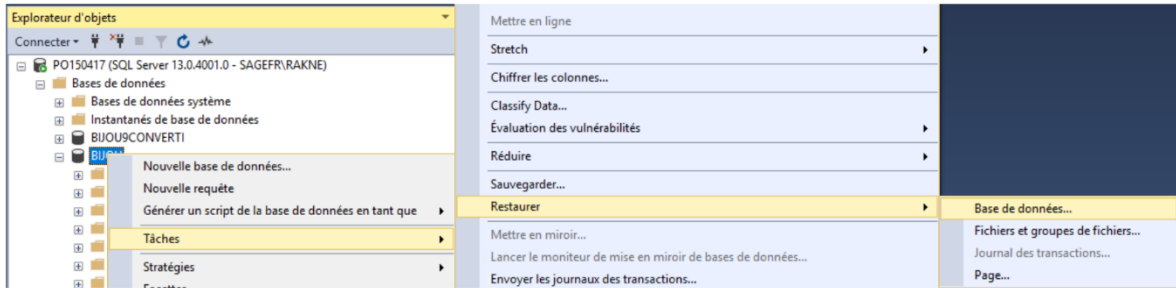 Explorateur d'objets
Connecter
PO150417 (SQL Server 13.0.4001.0 - SAGEFR\RAKNE)
Bases de données
Bases de données système
Instantanés de base de données
BIJOU9CONVERTI
Nouvelle base de données...
Nouvelle requête
Générer un script de la base de données en tant que
Tâches
Stratégies
Mettre en ligne
Stretch
Chiffrer les colonnes...
Classify Data...
Évaluation des vulnérabilités
Réduire
Sauvegarder...
Restaurer
Mettre en miroir...
Lancer le moniteur de mise en miroir de bases de données...
Envoyer les journaux des transactions...
Base de données...
Fichiers et groupes de fichiers...
Journal des transactions...
Page...